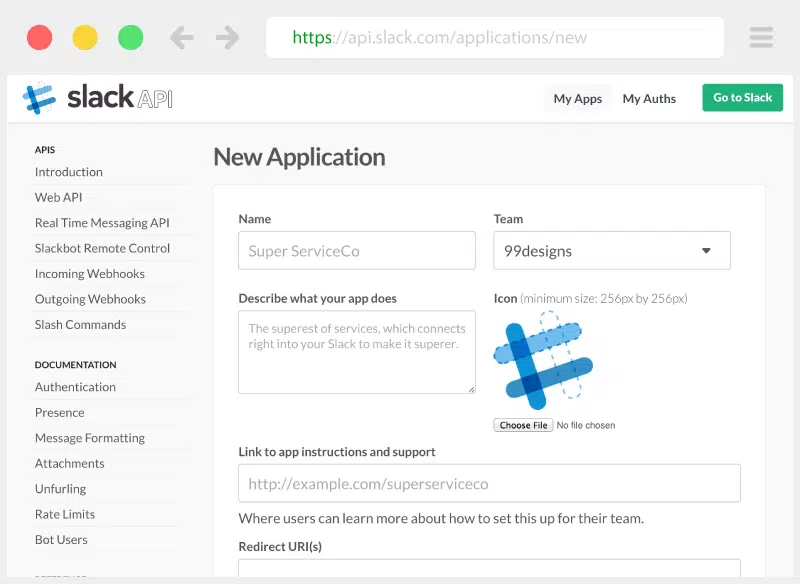 https://api.slack.com/applications/new
slack API
My Apps
My Auths
Go to Slack
APIS
Introduction
Web API
Real Time Messaging API
Slackbot Remote Control
Incoming Webhooks
Outgoing Webhooks
Slash Commands
DOCUMENTATION
Authentication
Presence
Message Formatting
Attachments
Unfurling
Rate Limits
Bot Users
New Application
Name
Super ServiceCo
Team
99designs
Describe what your app does
The superest of services, which connects
right into your Slack to make it superer.
Icon (minimum size: 256px by 256px)
Choose File No file chosen
Link to app instructions and support
http://example.com/superserviceco
Where users can learn more about how to set this up for their team.
Redirect URI(s)